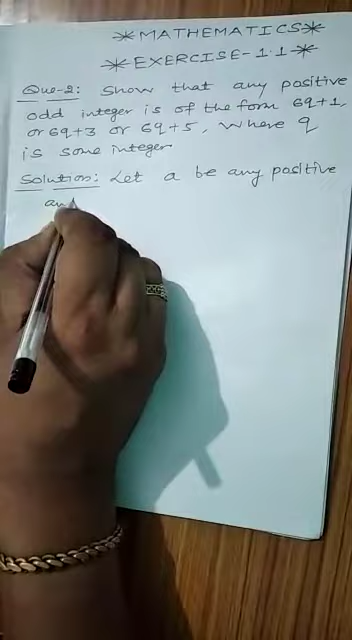 *MATHEMATICS*
*EXERCISE-1.1*
Que-2: Show that any positive
odd integer is of the form 6q+1,
or 6q+3 or 6q+5, where q
is some integer.
Solution: Let a be any positive